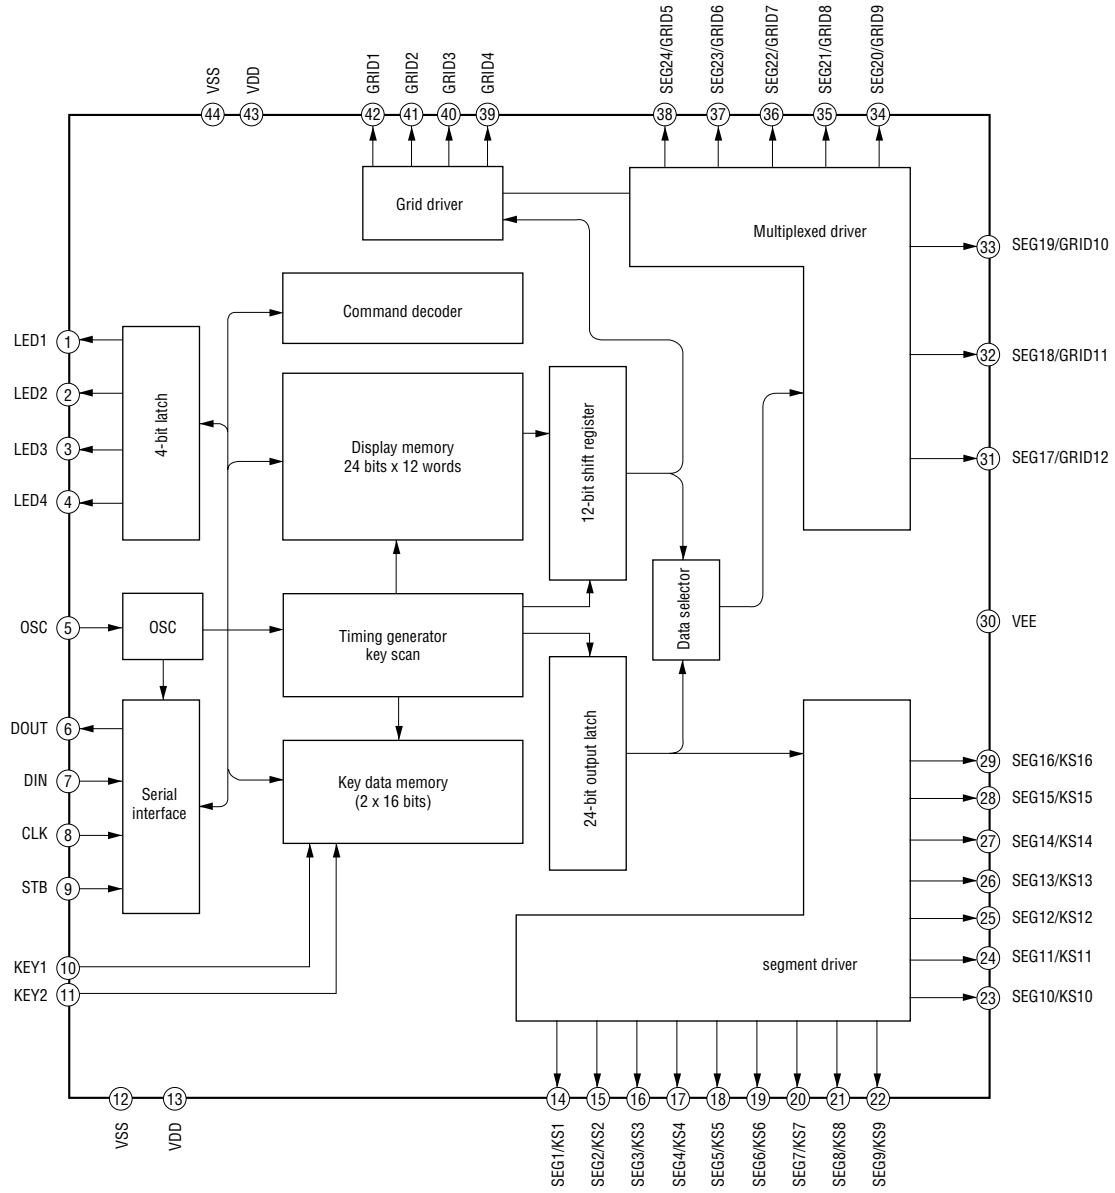 VSS
VDD
GRID1
GRID2
GRID3
GRID4
SEG24/GRID5
SEG23/GRID6
SEG22/GRID7
SEG21/GRID8
SEG20/GRID9
44
43
42
41
40
39
38
37
36
35
34
Grid driver
Multiplexed driver
33
SEG19/GRID10
Command decoder
LED1
1
32
SEG18/GRID11
LED2
2
4-bit latch
Display memory
24 bits x 12 words
12-bit shift register
LED3
3
31
SEG17/GRID12
LED4
4
OSC
5
OSC
Timing generator
key scan
Data selector
30
VEE
DOUT
6
DIN
7
Serial
interface
Key data memory
(2 x 16 bits)
24-bit output latch
29
SEG16/KS16
28
SEG15/KS15
CLK
8
27
SEG14/KS14
STB
9
26
SEG13/KS13
25
SEG12/KS12
KEY1
10
segment driver
24
SEG11/KS11
KEY2
11
23
SEG10/KS10
12
13
14
15
16
17
18
19
20
21
22
VSS
VDD
SEG1/KS1
SEG2/KS2
SEG3/KS3
SEG4/KS4
SEG5/KS5
SEG6/KS6
SEG7/KS7
SEG8/KS8
SEG9/KS9